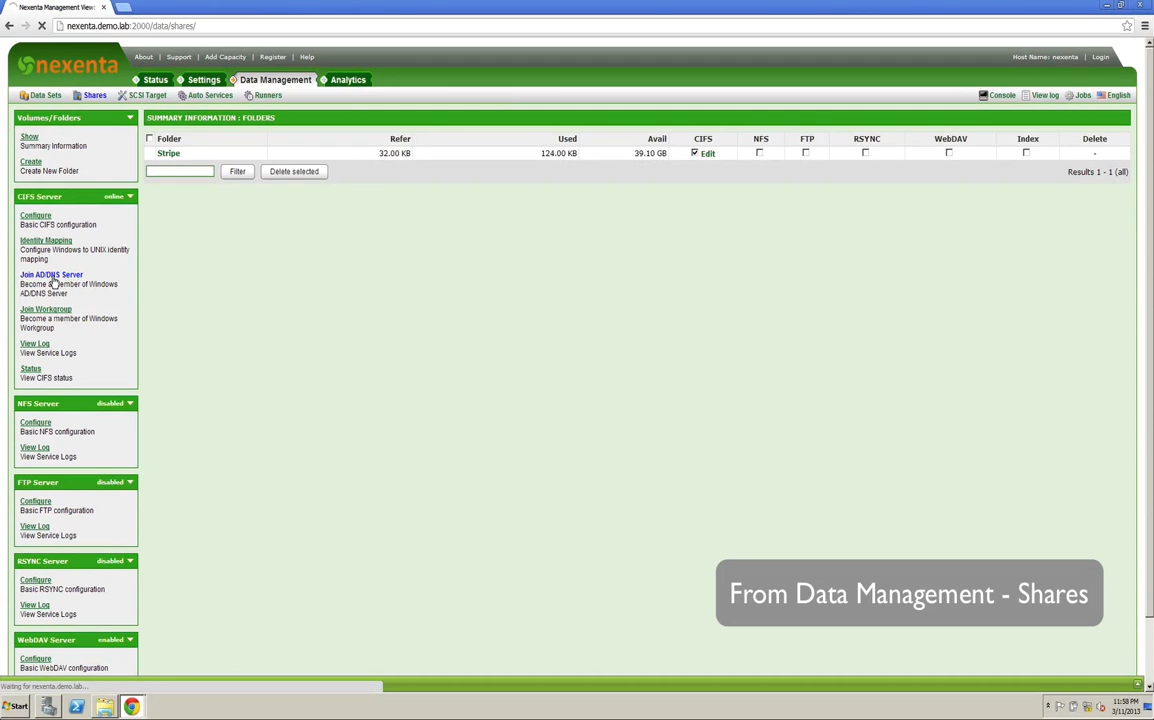 Nexenta Management View
nexenta.demo.lab:2000/data/shares/
nexenta
About
Support
Add Capacity
Register
Help
Host Name: nexenta
Login
Status
Settings
Data Management
Analytics
Data Sets
Shares
SCSI Target
Auto Services
Runners
Console
View log
Jobs
English
Volumes/Folders
Show
Summary Information
Create
Create New Folder
CIFS Server online
Configure
Basic CIFS configuration
Identity Mapping
Configure Windows to UNIX identity
mapping
Join AD/DNS Server
Become a member of Windows
AD/DNS Server
Join Workgroup
Become a member of Windows
Workgroup
View Log
View Service Logs
Status
View CIFS status
NFS Server disabled
Configure
Basic NFS configuration
View Log
View Service Logs
FTP Server disabled
Configure
Basic FTP configuration
View Log
View Service Logs
RSYNC Server disabled
Configure
Basic RSYNC configuration
View Log
View Service Logs
WebDAV Server enabled
Configure
Basic WebDAV configuration
SUMMARY INFORMATION : FOLDERS
Folder Refer Used Avail CIFS NFS FTP RSYNC WebDAV Index Delete
Stripe 32.00 KB 124.00 KB 39.10 GB Edit -
Filter
Delete selected
Results 1 - 1 (all)
From Data Management - Shares
Waiting for nexenta.demo.lab...
Start
11:58 PM
3/11/2013